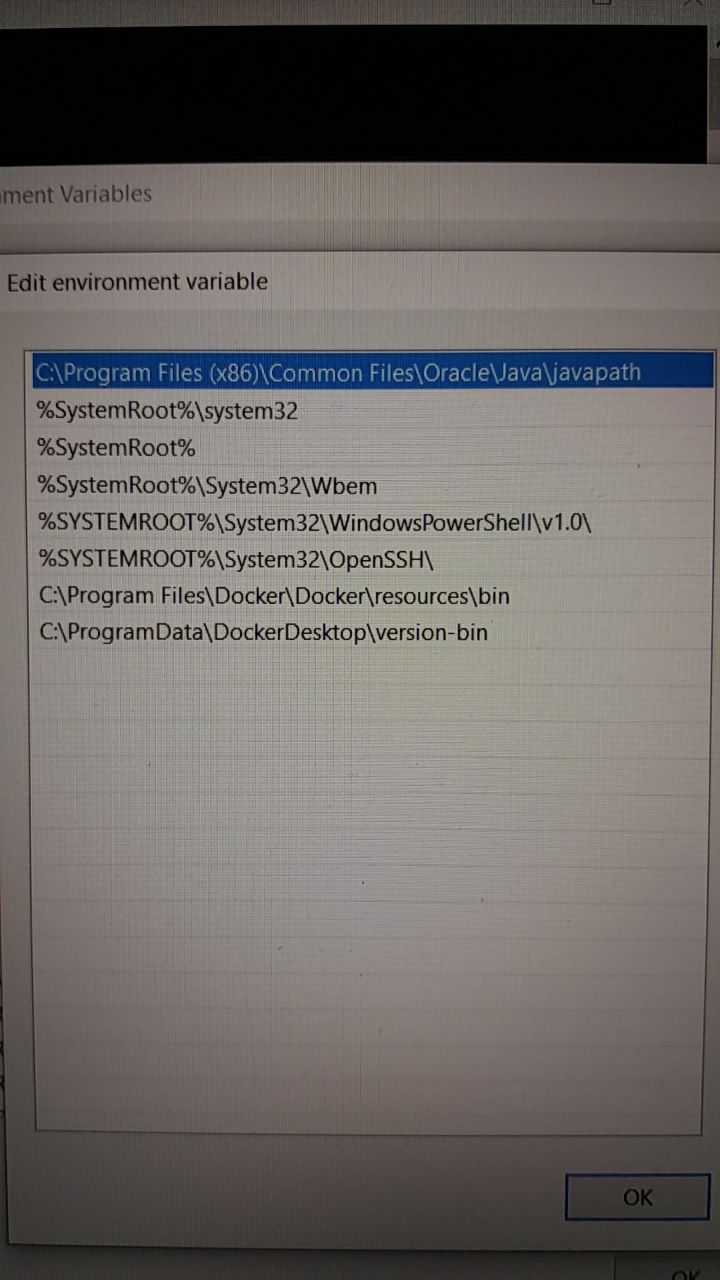 ment Variables
Edit environment variable
C:\Program Files (x86)\Common Files\Oracle\Java\javapath
%SystemRoot%\system32
%SystemRoot%
%SystemRoot%\System32\Wbem
%SYSTEMROOT%\System32\WindowsPowerShell\v1.0\
%SYSTEMROOT%\System32\OpenSSH\
C:\Program Files\Docker\Docker\resources\bin
C:\ProgramData\DockerDesktop\version-bin
OK
OK